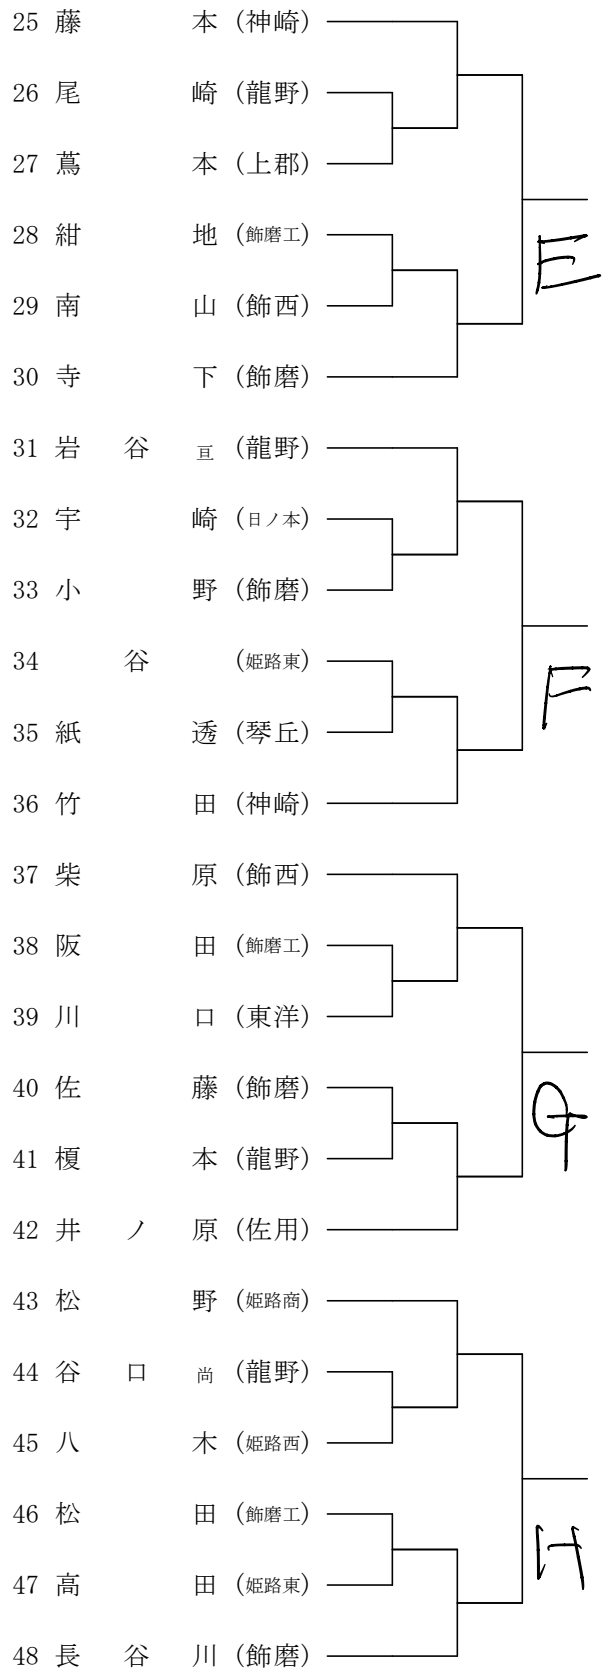 25 藤本 (神崎)
26 尾崎 (龍野)
27 蔦本 (上郡)
28 紺地 (飾磨工)
E
29 南山 (飾西)
30 寺下 (飾磨)
31 岩谷亘 (龍野)
32 宇崎 (日ノ本)
33 小野 (飾磨)
34 谷 (姫路東)
F
35 紙透 (琴丘)
36 竹田 (神崎)
37 柴原 (飾西)
38 阪田 (飾磨工)
39 川口 (東洋)
40 佐藤 (飾磨)
G
41 榎本 (龍野)
42 井ノ原 (佐用)
43 松野 (姫路商)
44 谷口尚 (龍野)
45 八木 (姫路西)
46 松田 (飾磨工)
H
47 高田 (姫路東)
48 長谷川 (飾磨)